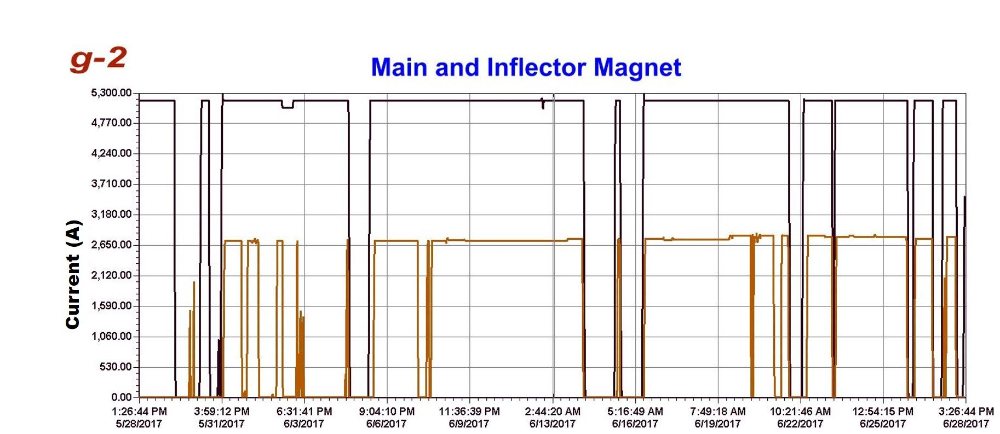 g-2
Main and Inflector Magnet
5,300.00
4,770.00
4,240.00
3,710.00
3,180.00
2,650.00
2,120.00
1,590.00
1,060.00
530.00
0.00
Current (A)
1:26:44 PM 3:59:12 PM 6:31:41 PM 9:04:10 PM 11:36:39 PM 2:44:20 AM 5:16:49 AM 7:49:18 AM 10:21:46 AM 12:54:15 PM 3:26:44 PM
5/28/2017 5/31/2017 6/3/2017 6/6/2017 6/9/2017 6/13/2017 6/16/2017 6/19/2017 6/22/2017 6/25/2017 6/28/2017